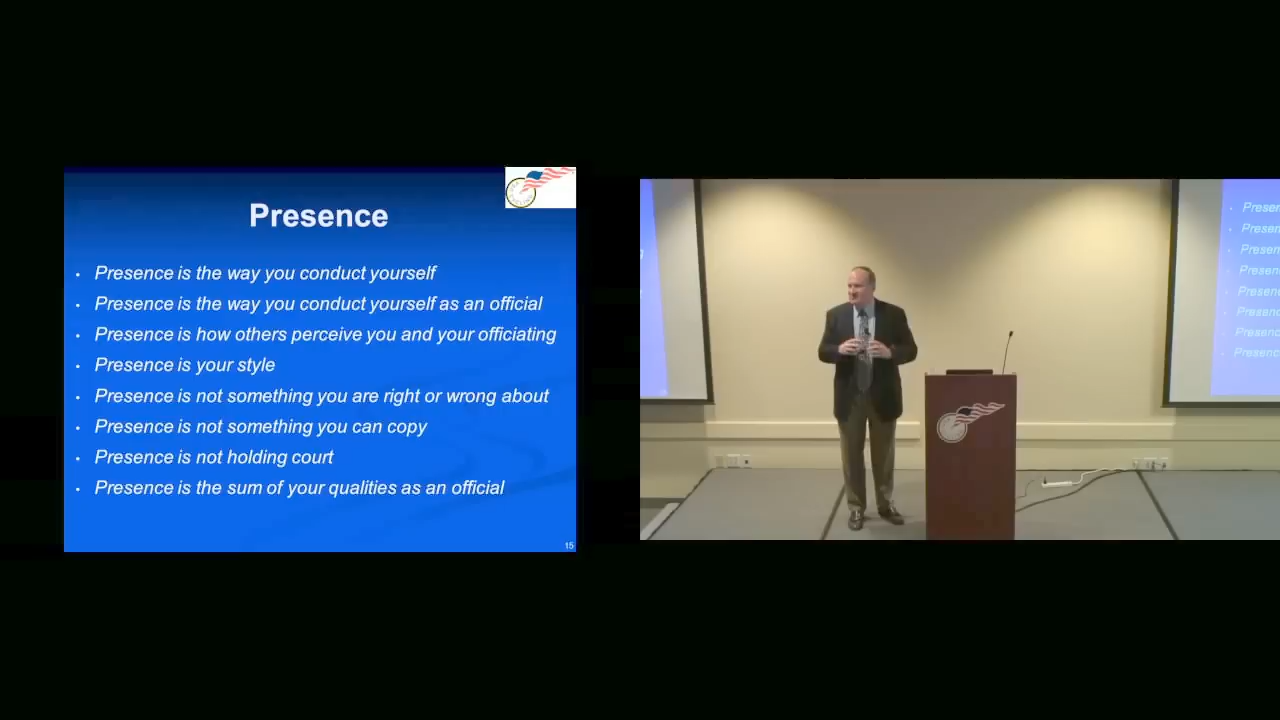 Presence
• Presence is the way you conduct yourself
• Presence is the way you conduct yourself as an official
• Presence is how others perceive you and your officiating
• Presence is your style
• Presence is not something you are right or wrong about
• Presence is not something you can copy
• Presence is not holding court
• Presence is the sum of your qualities as an official
15
• Presen
• Presen
• Presen
• Presen
• Presen
• Presenc
Presenc
• Presenc